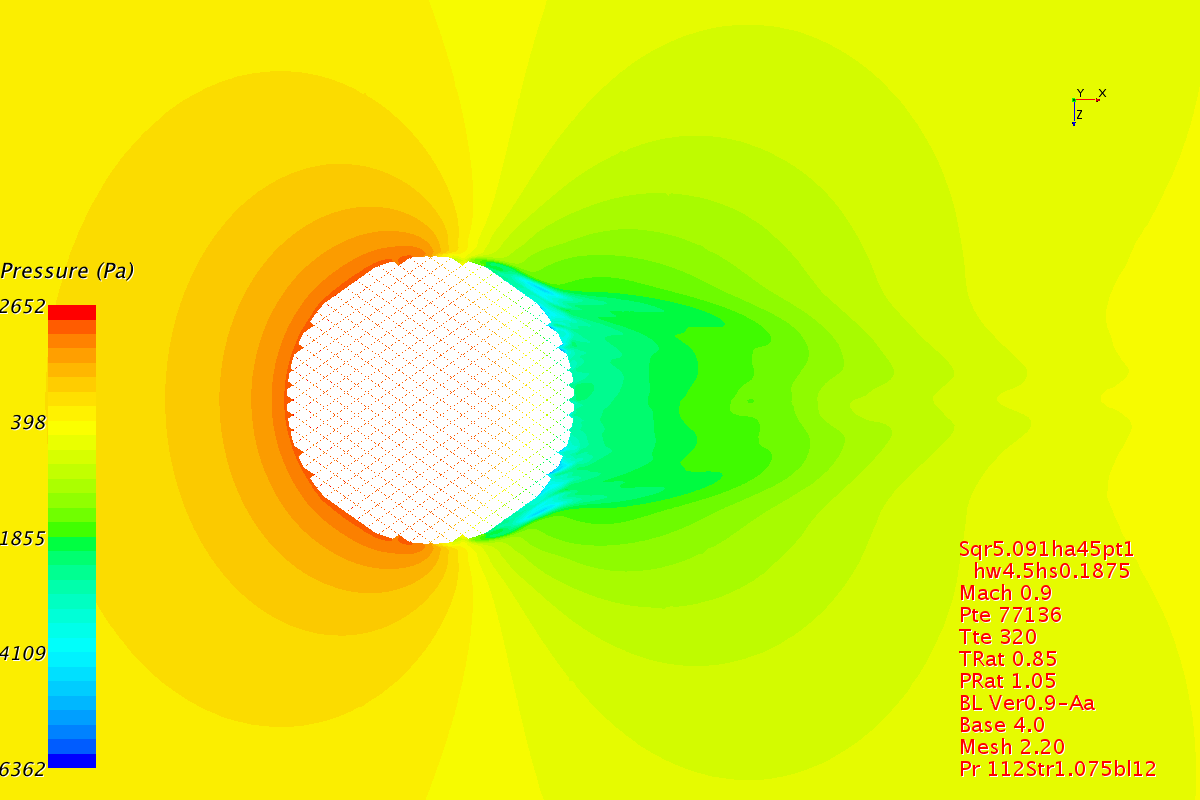 Y X
Z
Pressure (Pa)
2652
398
1855
4109
6362
Sqr5.091ha45pt1
hw4.5hs0.1875
Mach 0.9
Pte 77136
Tte 320
TRat 0.85
PRat 1.05
BL Ver0.9-Aa
Base 4.0
Mesh 2.20
Pr 112Str1.075bl12